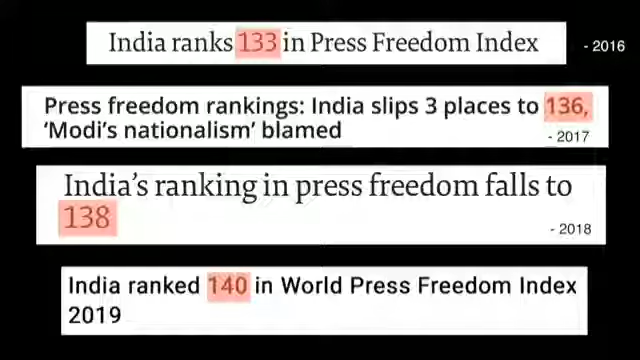 India ranks 133 in Press Freedom Index
- 2016
Press freedom rankings: India slips 3 places to 136,
‘Modi’s nationalism’ blamed
- 2017
India’s ranking in press freedom falls to
138
- 2018
India ranked 140 in World Press Freedom Index
2019